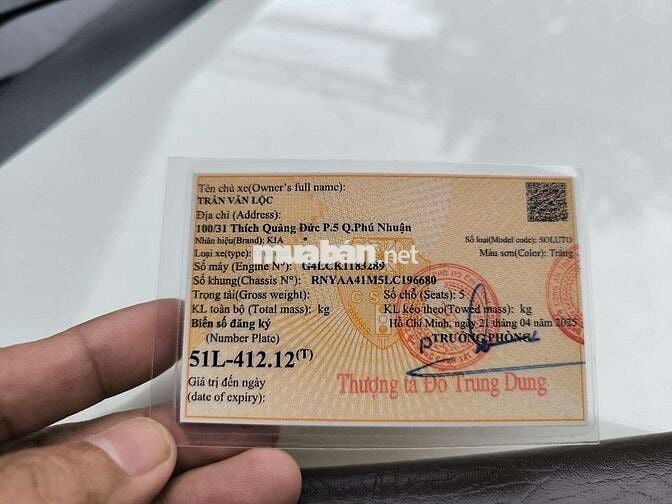 Tên chủ xe(Owner's full name):
TRẦN VĂN LỘC
Địa chỉ (Address):
100/31 Thích Quảng Đức P.5 Q.Phú Nhuận
Nhãn hiệu(Brand): KIA
Số loại(Model code): SOLUTO
Loại xe(type):
Màu sơn(Color): Trắng
muaban.net
Số máy (Engine N°): G4LCK1183289
Số khung(Chassis N°): RNYAA41M5LC196680
Trọng tải(Gross weight):
Số chỗ (Seats): 5
KL toàn bộ (Total mass): kg
KL kéo theo(Towed mass): kg
Biển số đăng ký
Hồ Chí Minh, ngày 21 tháng 04 năm 2025
(Number Plate)
TRƯỞNG PHÒNG
51L-412.12(T)
Giá trị đến ngày
(date of expiry):
Thượng tá Đỗ Trung Dung